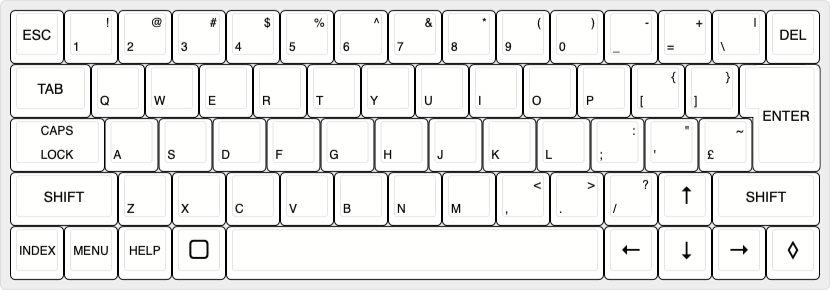 ESC ! 1 @ 2 # 3 $ 4 % 5 ^ 6 & 7 * 8 ( 9 ) 0 - _ + = | \ DEL
TAB Q W E R T Y U I O P { [ } ] ENTER
CAPS LOCK A S D F G H J K L : ; " ' ~ £
SHIFT Z X C V B N M < , > . ? / ↑ SHIFT
INDEX MENU HELP ▢ ← ↓ → ◊